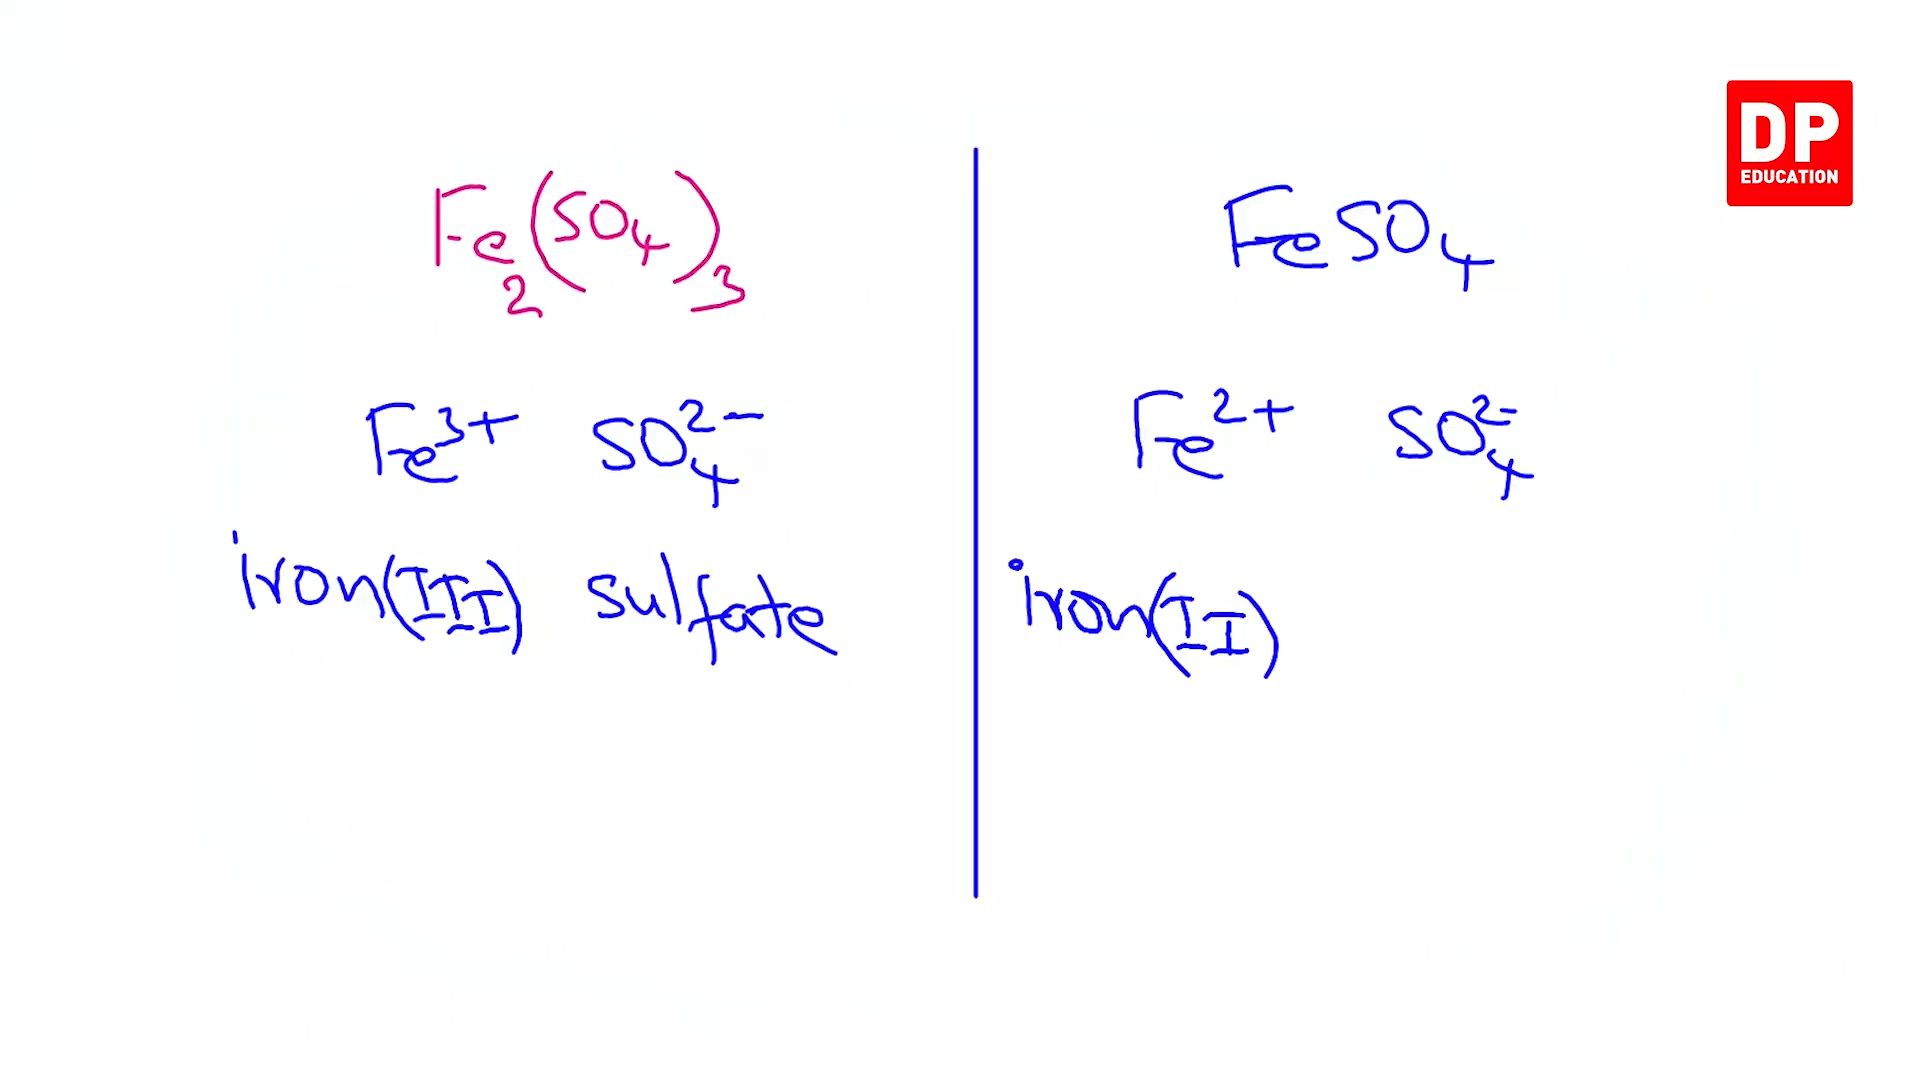 DP
EDUCATION
Fe₂(SO₄)₃
Fe³⁺ SO₄²⁻
iron(III) sulfate
FeSO₄
Fe²⁺ SO₄²⁻
iron(II)